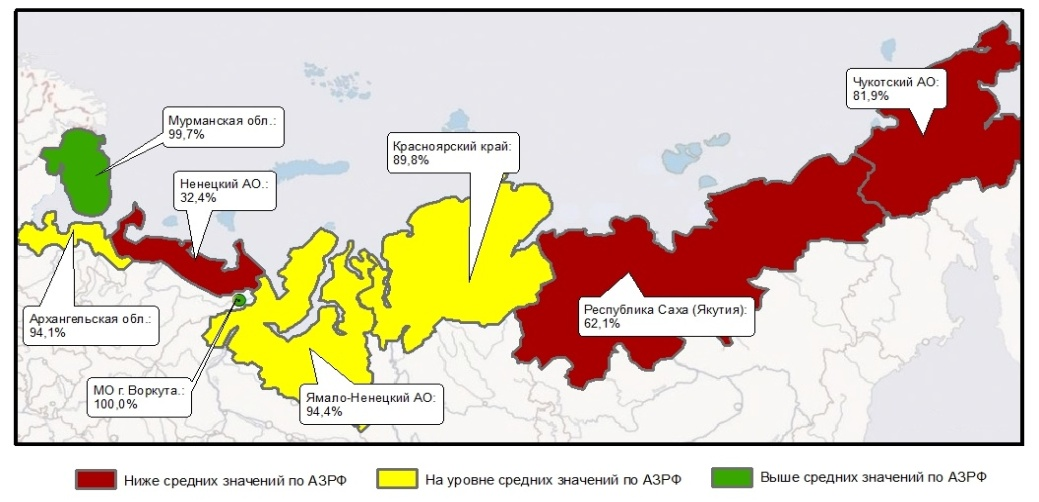 Чукотский АО:
81,9%
Мурманская обл.:
99,7%
Красноярский край:
89,8%
Ненецкий АО.:
32,4%
Республика Саха (Якутия):
62,1%
Архангельская обл.:
94,1%
МО г. Воркута.:
100,0%
Ямало-Ненецкий АО:
94,4%
Ниже средних значений по АЗРФ
На уровне средних значений по АЗРФ
Выше средних значений по АЗРФ